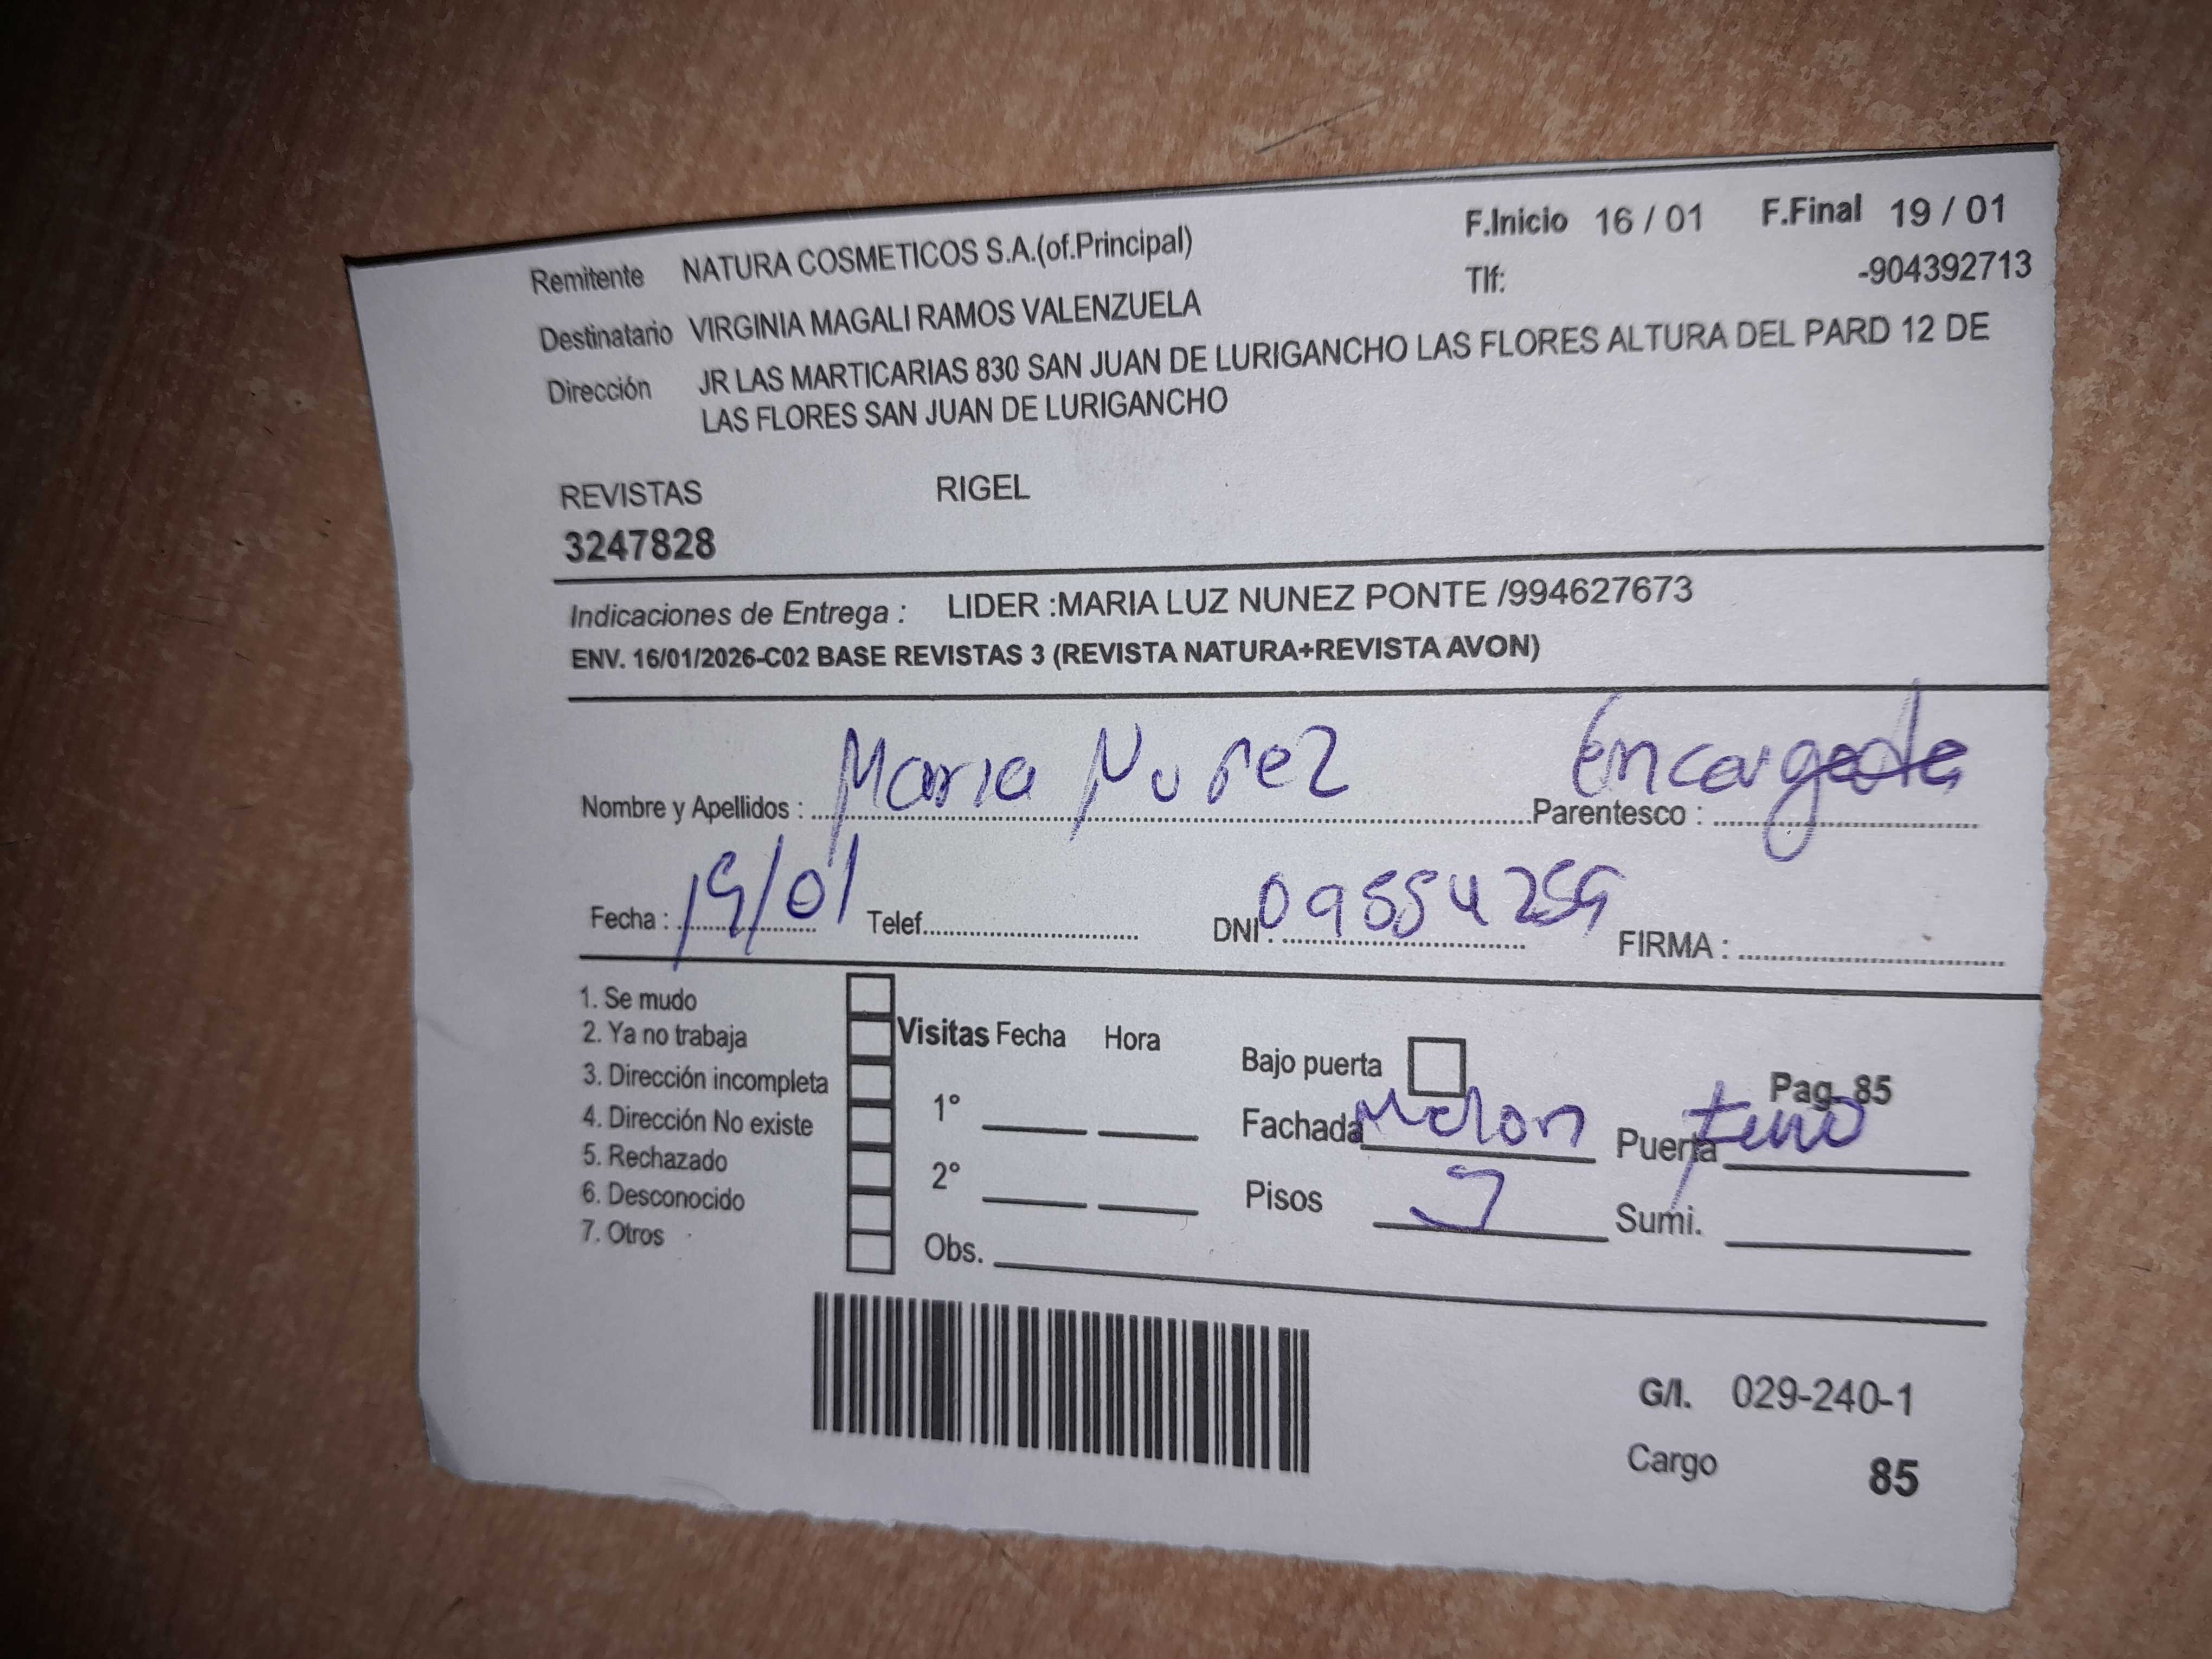 Remitente NATURA COSMETICOS S.A.(of.Principal) F.Inicio 16 / 01 F.Final 19 / 01
Tlf: -904392713
Destinatario VIRGINIA MAGALI RAMOS VALENZUELA
Dirección JR LAS MARTICARIAS 830 SAN JUAN DE LURIGANCHO LAS FLORES ALTURA DEL PARD 12 DE
LAS FLORES SAN JUAN DE LURIGANCHO
REVISTAS RIGEL
3247828
Indicaciones de Entrega : LIDER :MARIA LUZ NUNEZ PONTE /994627673
ENV. 16/01/2026-C02 BASE REVISTAS 3 (REVISTA NATURA+REVISTA AVON)
Nombre y Apellidos : Maria Nuñez Parentesco : encargada
Fecha : 19/01 Telef. DNI : FIRMA :
1. Se mudo
2. Ya no trabaja
3. Dirección incompleta
4. Dirección No existe
5. Rechazado
6. Desconocido
7. Otros
Visitas Fecha Hora
1°
2°
Obs.
Bajo puerta Pag. 85
Fachada Melon Puerta
Pisos Sumi.
G/I. 029-240-1
Cargo 85